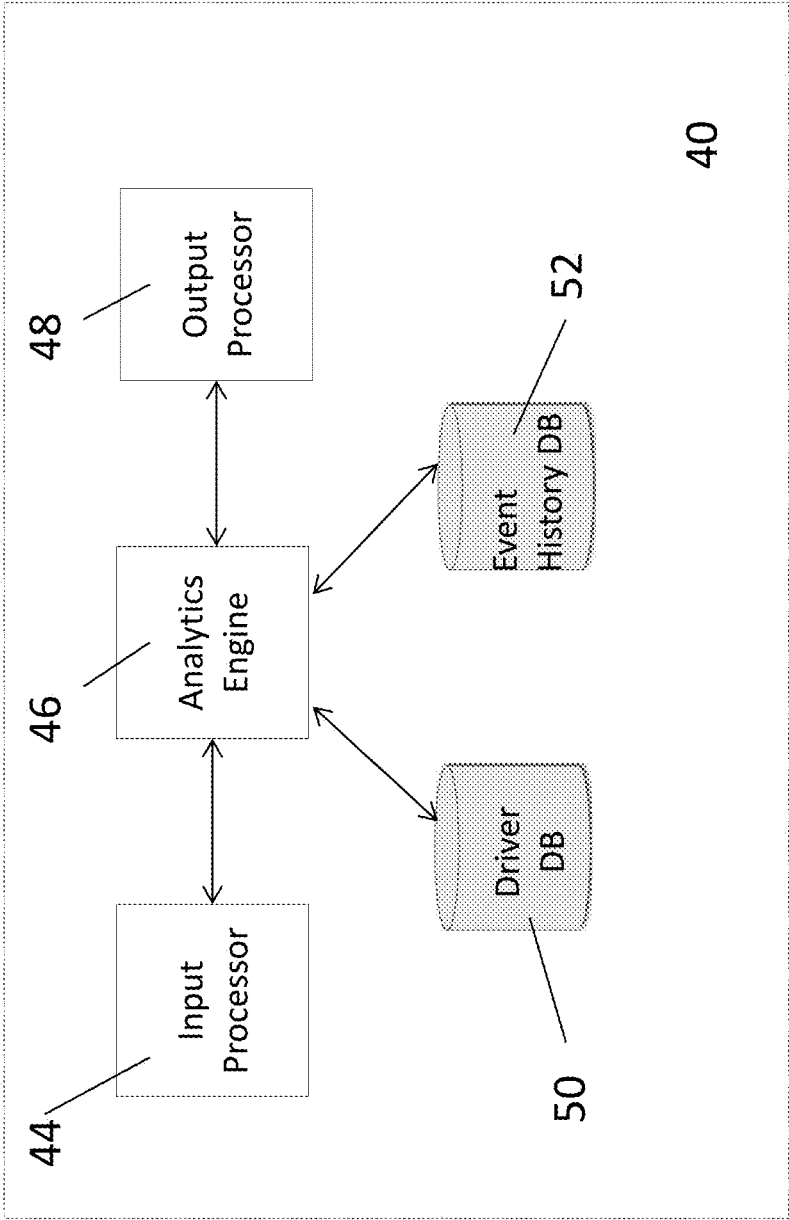 44
46
48
Input
Processor
Analytics
Engine
Output
Processor
Driver
DB
Event
History DB
50
52
40